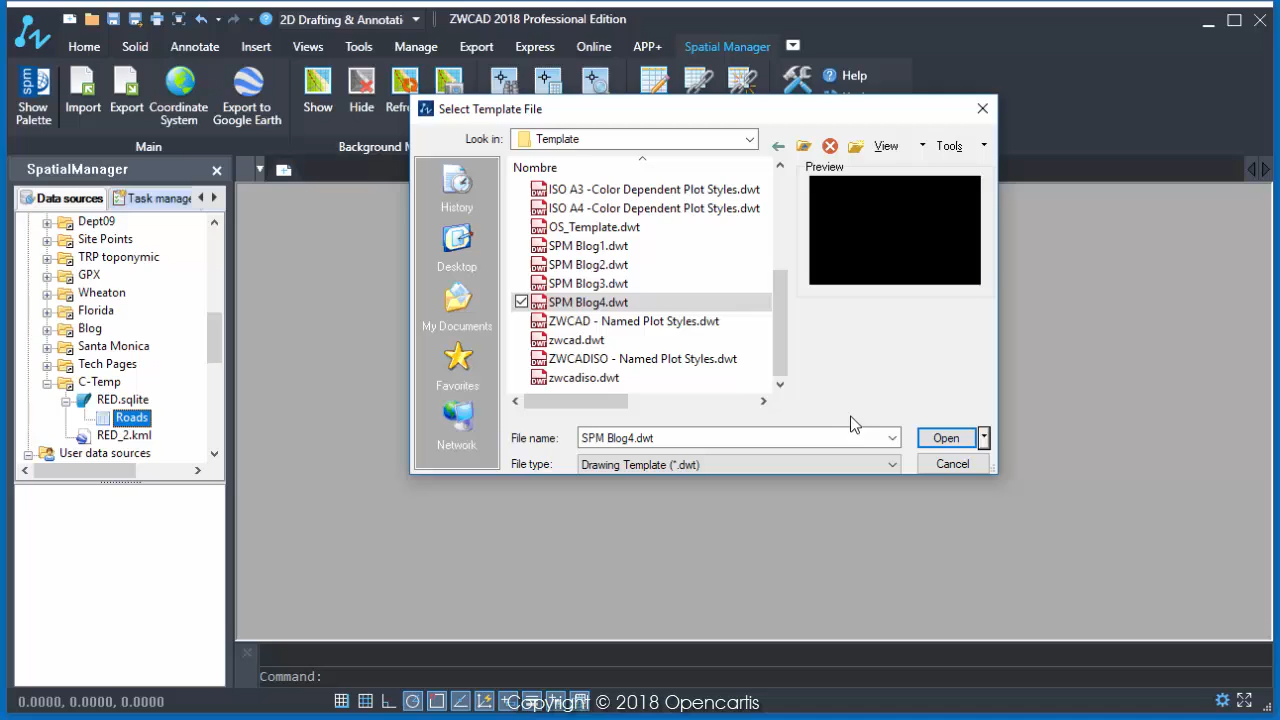 2D Drafting & Annotati
ZWCAD 2018 Professional Edition
Home Solid Annotate Insert Views Tools Manage Export Express Online APP+ Spatial Manager
spm
Show Palette
Import
Export
Coordinate System
Export to Google Earth
Show
Hide
Refre
Help
Main
Background M
SpatialManager
Data sources
Task manage
Dept09
Site Points
TRP toponymic
GPX
Wheaton
Florida
Blog
Santa Monica
Tech Pages
C-Temp
RED.sqlite
Roads
RED_2.kml
User data sources
Select Template File
Look in:
Template
View
Tools
History
Desktop
My Documents
Favorites
Network
Nombre
ISO A3 -Color Dependent Plot Styles.dwt
ISO A4 -Color Dependent Plot Styles.dwt
OS_Template.dwt
SPM Blog1.dwt
SPM Blog2.dwt
SPM Blog3.dwt
SPM Blog4.dwt
ZWCAD - Named Plot Styles.dwt
zwcad.dwt
ZWCADISO - Named Plot Styles.dwt
zwcadiso.dwt
Preview
File name:
SPM Blog4.dwt
Open
File type:
Drawing Template (*.dwt)
Cancel
Command:
0.0000, 0.0000, 0.0000
Copyright © 2018 Opencartis